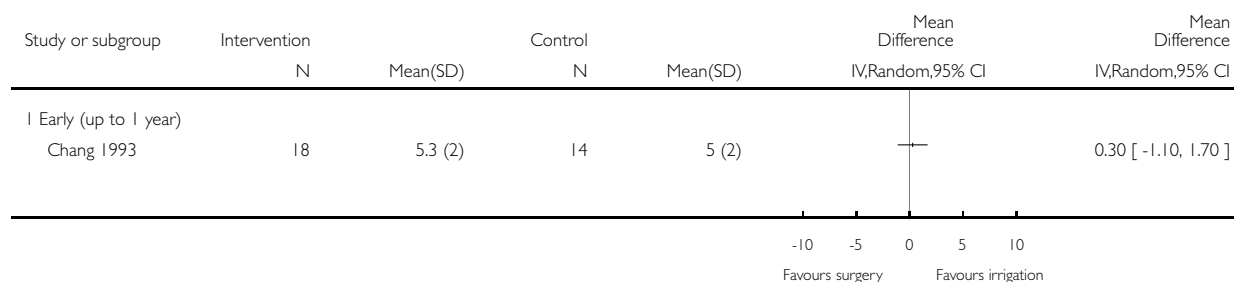 Mean Mean
Study or subgroup Intervention Control Difference Difference
N Mean(SD) N Mean(SD) IV,Random,95% CI IV,Random,95% CI
1 Early (up to 1 year)
Chang 1993 18 5.3 (2) 14 5 (2) 0.30 [ -1.10, 1.70 ]
-10 -5 0 5 10
Favours surgery Favours irrigation